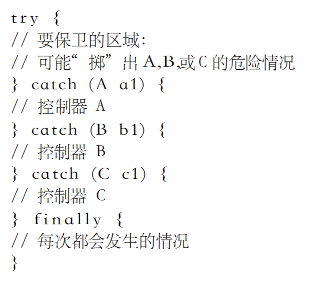 try {
// 要保卫的区域：
// 可能“掷”出 A,B,或 C 的危险情况
} catch (A a1) {
// 控制器 A
} catch (B b1) {
// 控制器 B
} catch (C c1) {
// 控制器 C
} finally {
// 每次都会发生的情况
}